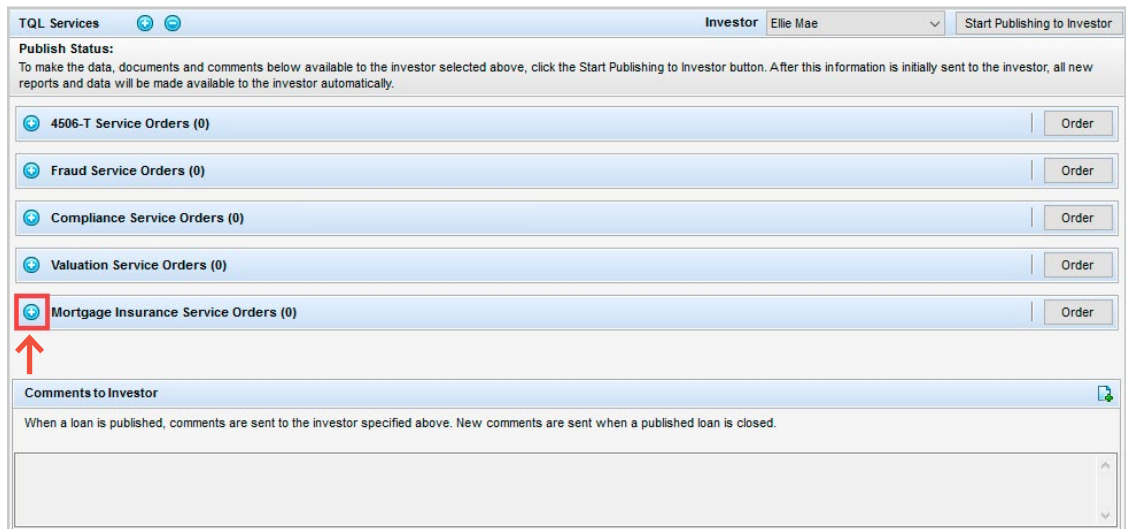 TQL Services
Investor Ellie Mae Start Publishing to Investor
Publish Status:
To make the data, documents and comments below available to the investor selected above, click the Start Publishing to Investor button. After this information is initially sent to the investor, all new
reports and data will be made available to the investor automatically.
4506-T Service Orders (0) Order
Fraud Service Orders (0) Order
Compliance Service Orders (0) Order
Valuation Service Orders (0) Order
Mortgage Insurance Service Orders (0) Order
Comments to Investor
When a loan is published, comments are sent to the investor specified above. New comments are sent when a published loan is closed.